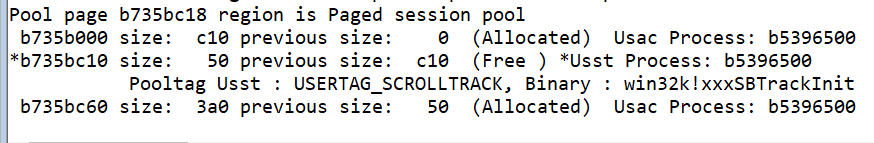 Pool page b735bc18 region is Paged session pool
 b735b000 size:  c10 previous size:    0  (Allocated)  Usac Process: b5396500
*b735bc10 size:   50 previous size:  c10  (Free ) *Usst Process: b5396500
          Pooltag Usst : USERTAG_SCROLLTRACK, Binary : win32k!xxxSBTrackInit
 b735bc60 size:  3a0 previous size:   50  (Allocated)  Usac Process: b5396500